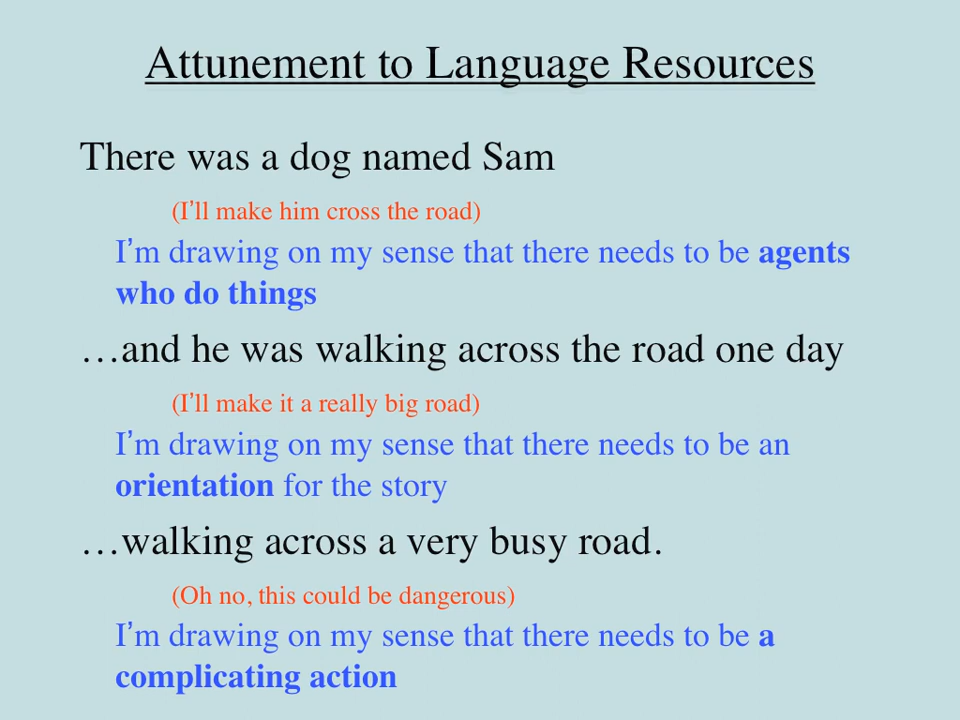 Attunement to Language Resources
There was a dog named Sam
(I’ll make him cross the road)
I’m drawing on my sense that there needs to be agents
who do things
…and he was walking across the road one day
(I’ll make it a really big road)
I’m drawing on my sense that there needs to be an
orientation for the story
…walking across a very busy road.
(Oh no, this could be dangerous)
I’m drawing on my sense that there needs to be a
complicating action